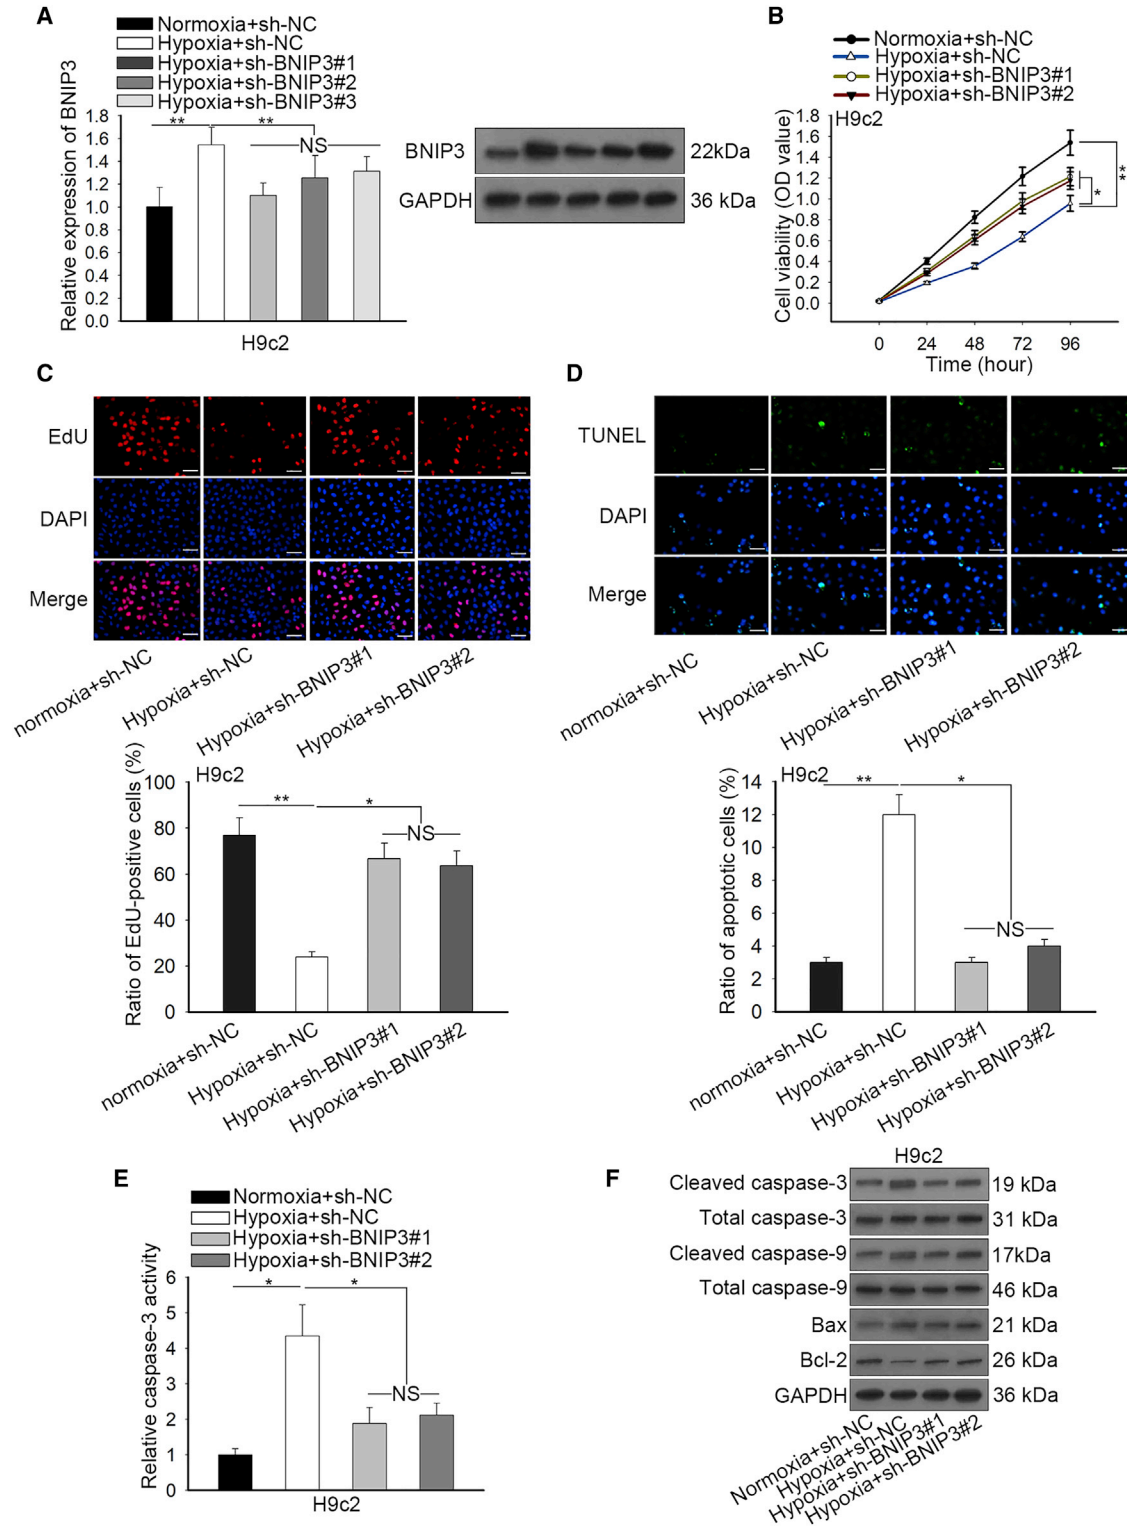 A
Normoxia+sh-NC
Hypoxia+sh-NC
Hypoxia+sh-BNIP3#1
Hypoxia+sh-BNIP3#2
Hypoxia+sh-BNIP3#3
Relative expression of BNIP3
1.8
1.6
1.4
1.2
1.0
0.8
0.6
0.4
0.2
0.0
** **
NS
H9c2
BNIP3 22kDa
GAPDH 36 kDa
B
Normoxia+sh-NC
Hypoxia+sh-NC
Hypoxia+sh-BNIP3#1
Hypoxia+sh-BNIP3#2
H9c2
Cell viability (OD value)
1.8
1.6
1.4
1.2
1.0
0.8
0.6
0.4
0.2
0.0
*
**
0 24 48 72 96
Time (hour)
C
EdU
DAPI
Merge
normoxia+sh-NC
Hypoxia+sh-NC
Hypoxia+sh-BNIP3#1
Hypoxia+sh-BNIP3#2
H9c2
Ratio of EdU-positive cells (%)
100
80
60
40
20
0
** *
NS
normoxia+sh-NC
Hypoxia+sh-NC
Hypoxia+sh-BNIP3#1
Hypoxia+sh-BNIP3#2
D
TUNEL
DAPI
Merge
normoxia+sh-NC
Hypoxia+sh-NC
Hypoxia+sh-BNIP3#1
Hypoxia+sh-BNIP3#2
H9c2
Ratio of apoptotic cells (%)
14
12
10
8
6
4
2
0
** *
NS
normoxia+sh-NC
Hypoxia+sh-NC
Hypoxia+sh-BNIP3#1
Hypoxia+sh-BNIP3#2
E
Normoxia+sh-NC
Hypoxia+sh-NC
Hypoxia+sh-BNIP3#1
Hypoxia+sh-BNIP3#2
Relative caspase-3 activity
6
5
4
3
2
1
0
* *
NS
H9c2
F
H9c2
Cleaved caspase-3 19 kDa
Total caspase-3 31 kDa
Cleaved caspase-9 17kDa
Total caspase-9 46 kDa
Bax 21 kDa
Bcl-2 26 kDa
GAPDH 36 kDa
Normoxia+sh-NC
Hypoxia+sh-NC
Hypoxia+sh-BNIP3#1
Hypoxia+sh-BNIP3#2